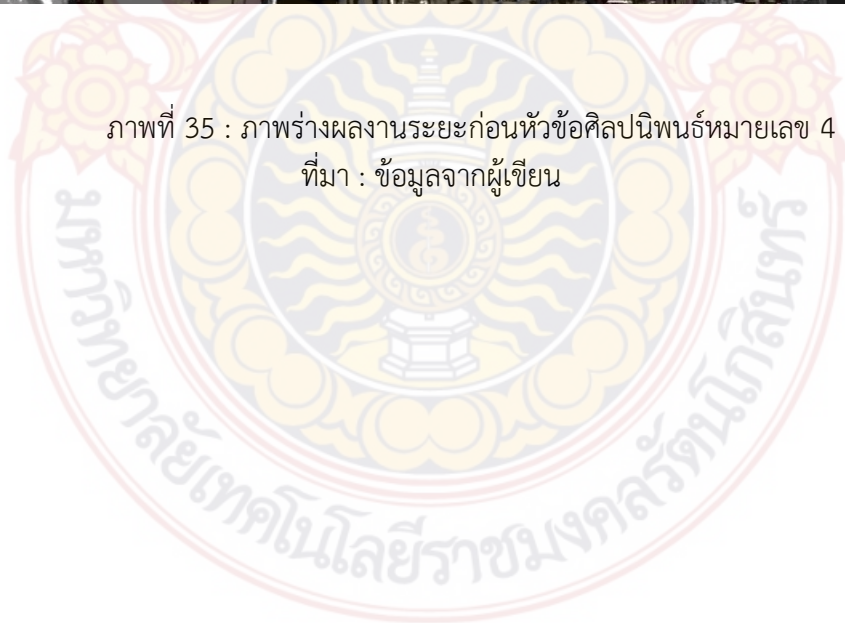 ภาพที่ 35 : ภาพร่างผลงานระยะก่อนหัวข้อศิลปนิพนธ์หมายเลข 4
ที่มา : ข้อมูลจากผู้เขียน
มหาวิทยาลัยเทคโนโลยีราชมงคลรัตนโกสินทร์